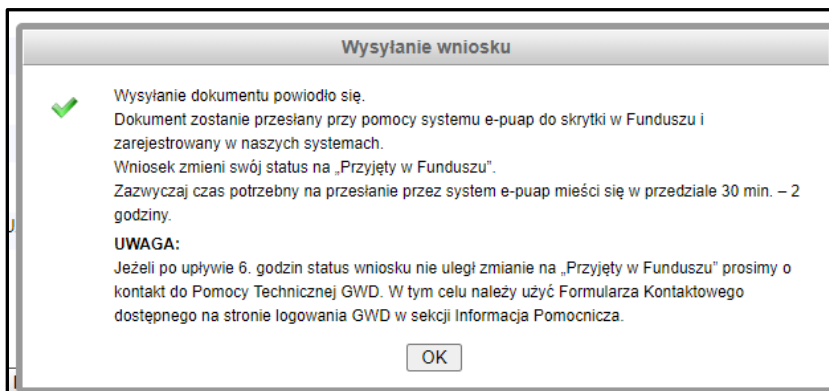 Wysyłanie wniosku
Wysyłanie dokumentu powiodło się.
Dokument zostanie przesłany przy pomocy systemu e-puap do skrytki w Funduszu i
zarejestrowany w naszych systemach.
Wniosek zmieni swój status na „Przyjęty w Funduszu”.
Zazwyczaj czas potrzebny na przesłanie przez system e-puap mieści się w przedziale 30 min. – 2
godziny.
UWAGA:
Jeżeli po upływie 6. godzin status wniosku nie uległ zmianie na „Przyjęty w Funduszu” prosimy o
kontakt do Pomocy Technicznej GWD. W tym celu należy użyć Formularza Kontaktowego
dostępnego na stronie logowania GWD w sekcji Informacja Pomocnicza.
OK